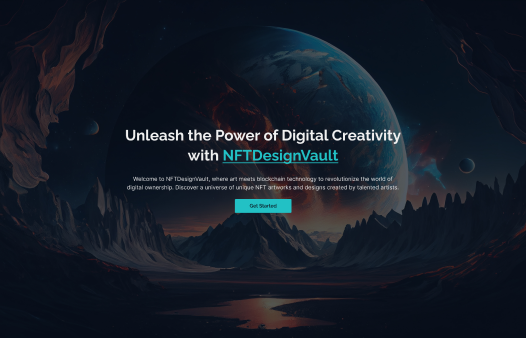 Unleash the Power of Digital Creativity
with NFTDesignVault
Welcome to NFTDesignVault, where art meets blockchain technology to revolutionize the world of
digital ownership. Discover a universe of unique NFT artworks and designs created by talented artists.
Get Started